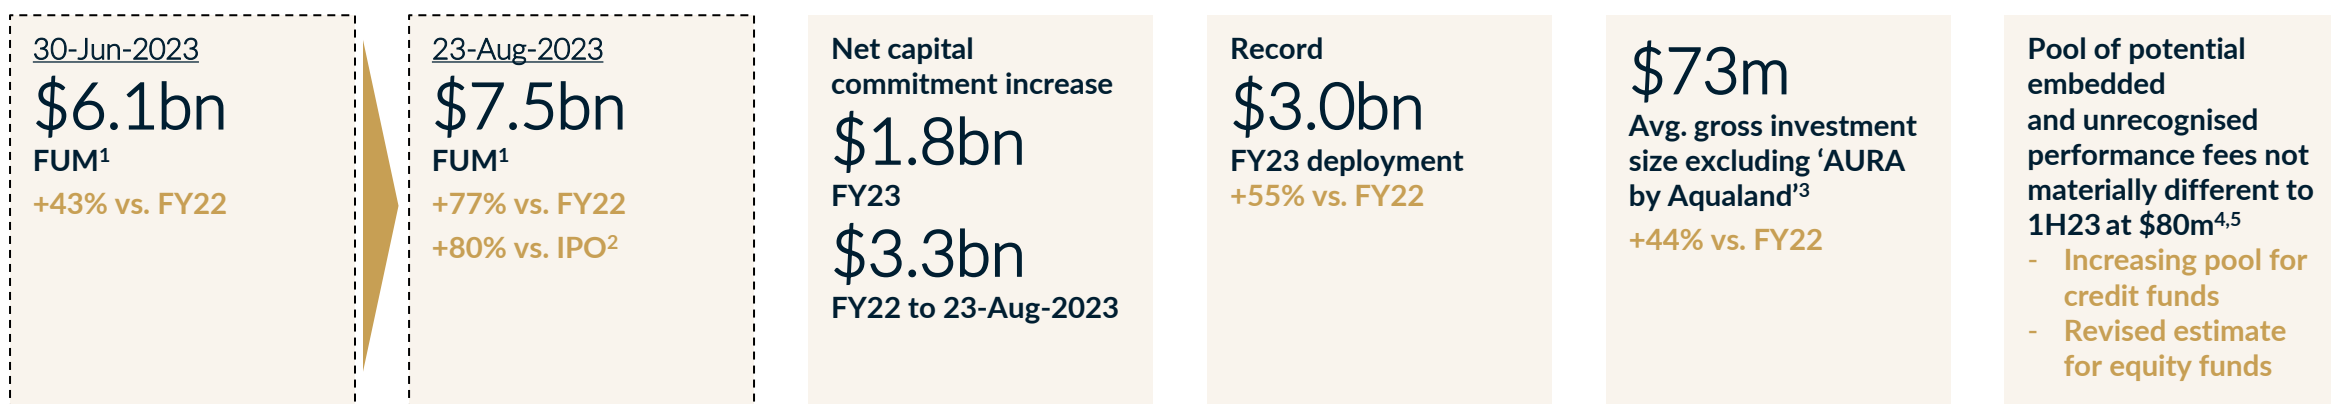 30-Jun-2023
$6.1bn
FUM¹
+43% vs. FY22
23-Aug-2023
$7.5bn
FUM¹
+77% vs. FY22
+80% vs. IPO²
Net capital
commitment increase
$1.8bn
FY23
$3.3bn
FY22 to 23-Aug-2023
Record
$3.0bn
FY23 deployment
+55% vs. FY22
$73m
Avg. gross investment
size excluding ‘AURA
by Aqualand’³
+44% vs. FY22
Pool of potential
embedded
and unrecognised
performance fees not
materially different to
1H23 at $80m⁴,⁵
- Increasing pool for
credit funds
- Revised estimate
for equity funds